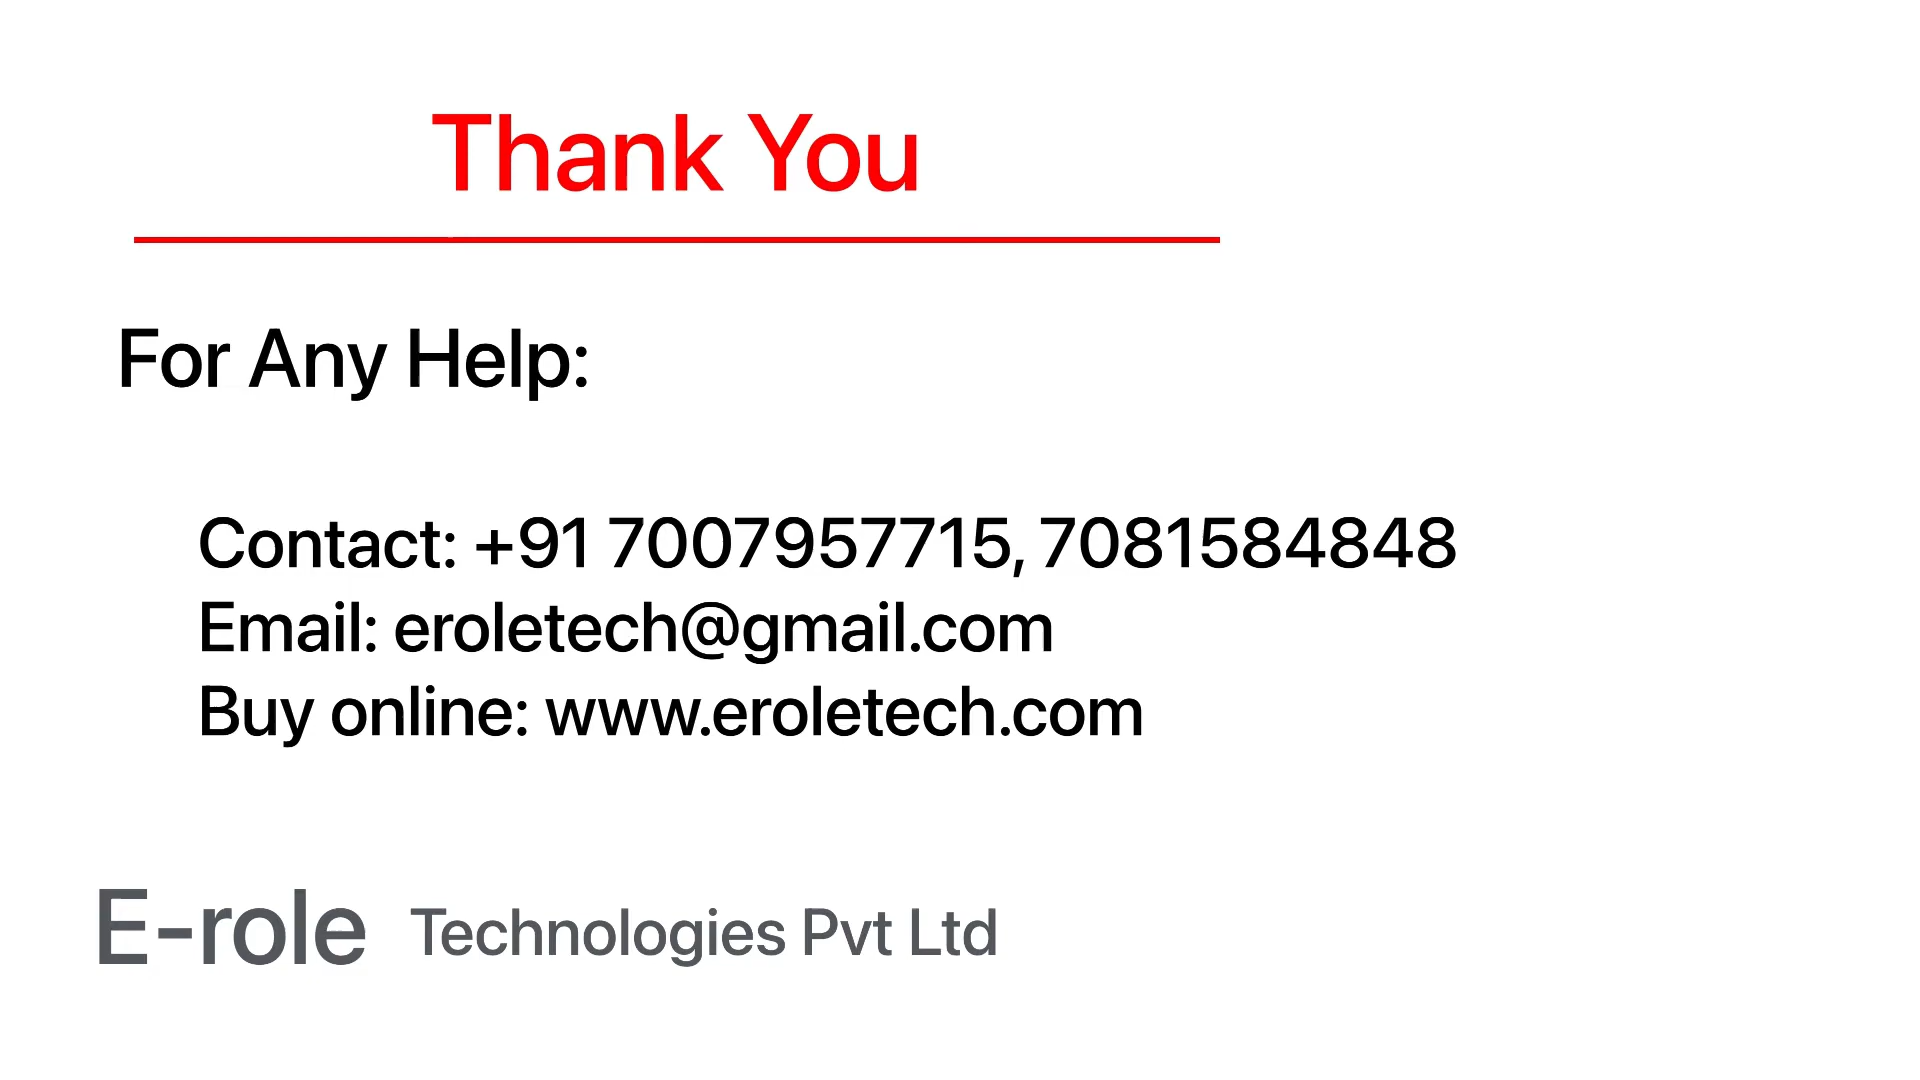 Thank You
For Any Help:
Contact: +91 7007957715, 7081584848
Email: eroletech@gmail.com
Buy online: www.eroletech.com
E-role Technologies Pvt Ltd